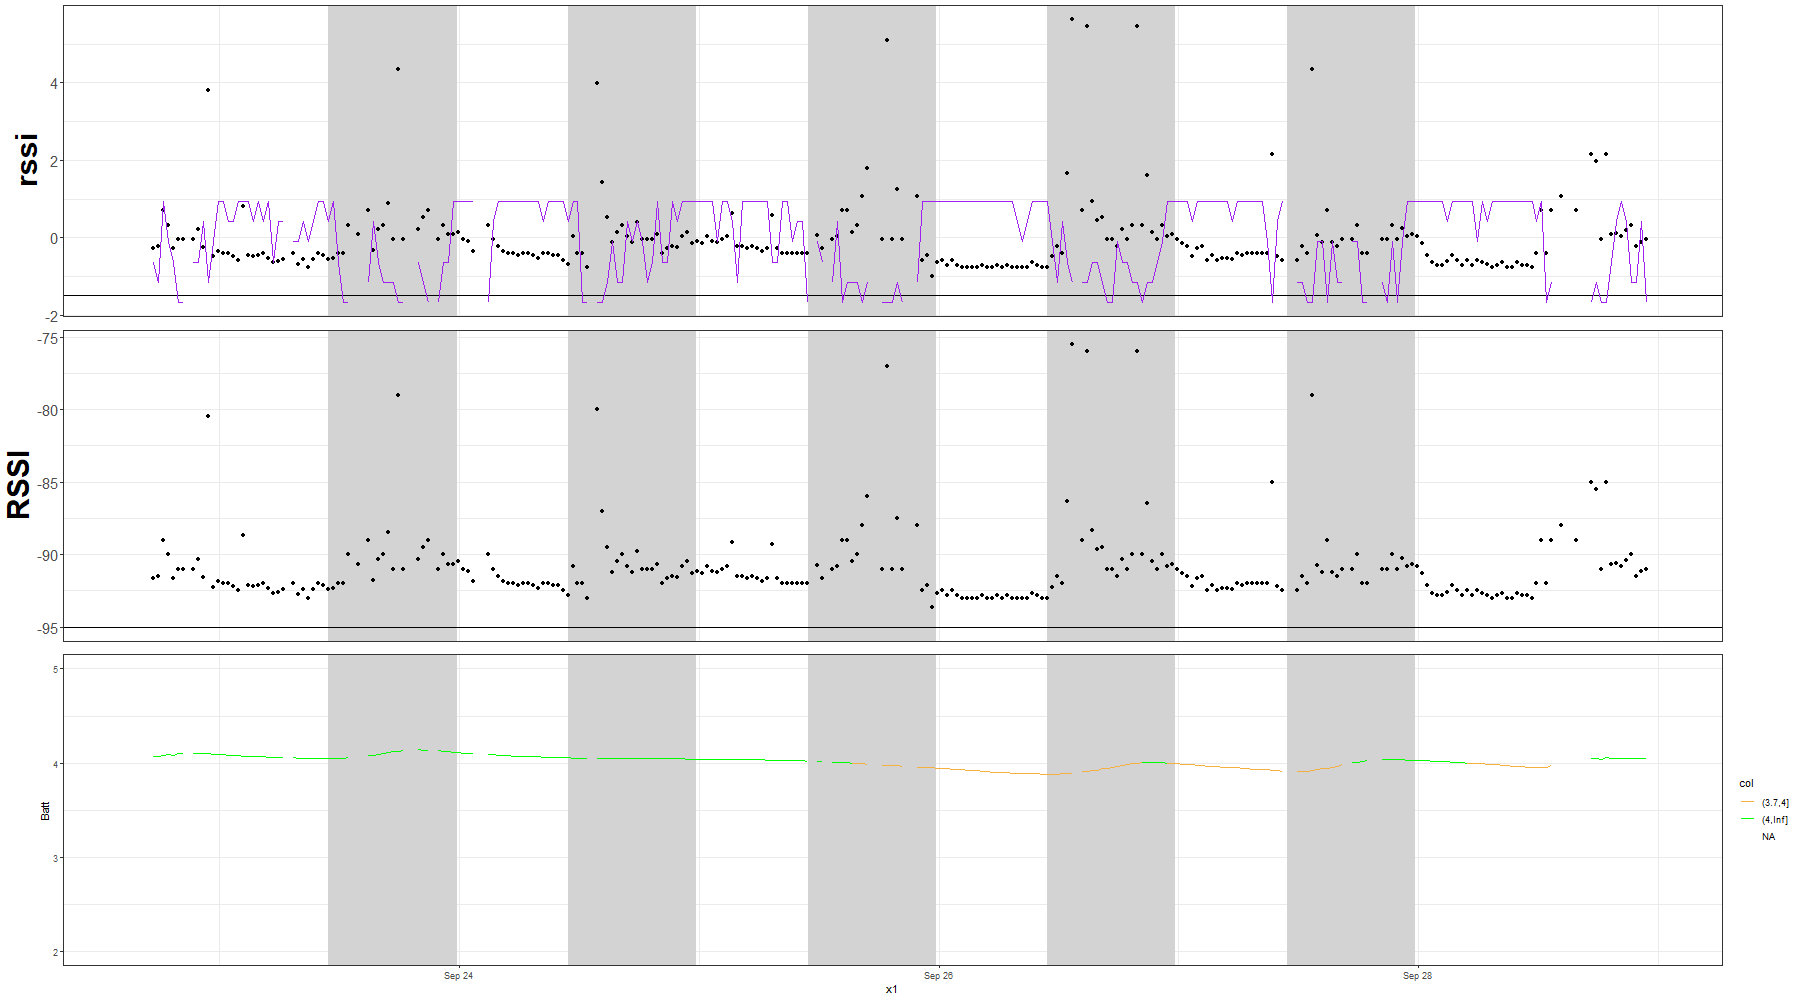 rssi
4
2
0
-2
RSSI
-75
-80
-85
-90
-95
Batt
5
4
3
2
Sep 24
Sep 26
Sep 28
x1
col
(3.7,4]
(4,Inf]
NA